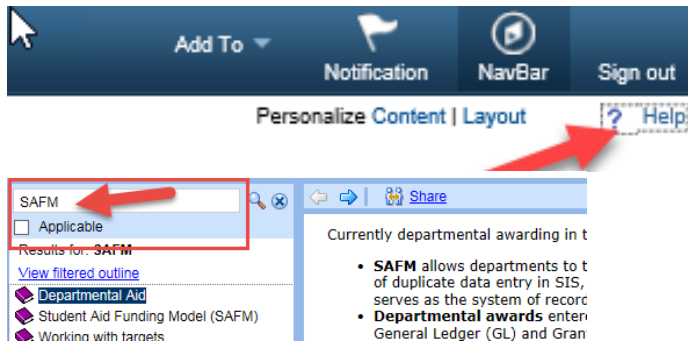 Add To
Notification
NavBar
Sign out
Personalize Content | Layout
? Help
SAFM
Applicable
Results for: SAFM
View filtered outline
Departmental Aid
Student Aid Funding Model (SAFM)
Working with targets
Share
Currently departmental awarding in t
• SAFM allows departments to t
of duplicate data entry in SIS,
serves as the system of record
• Departmental awards entere
General Ledger (GL) and Gran